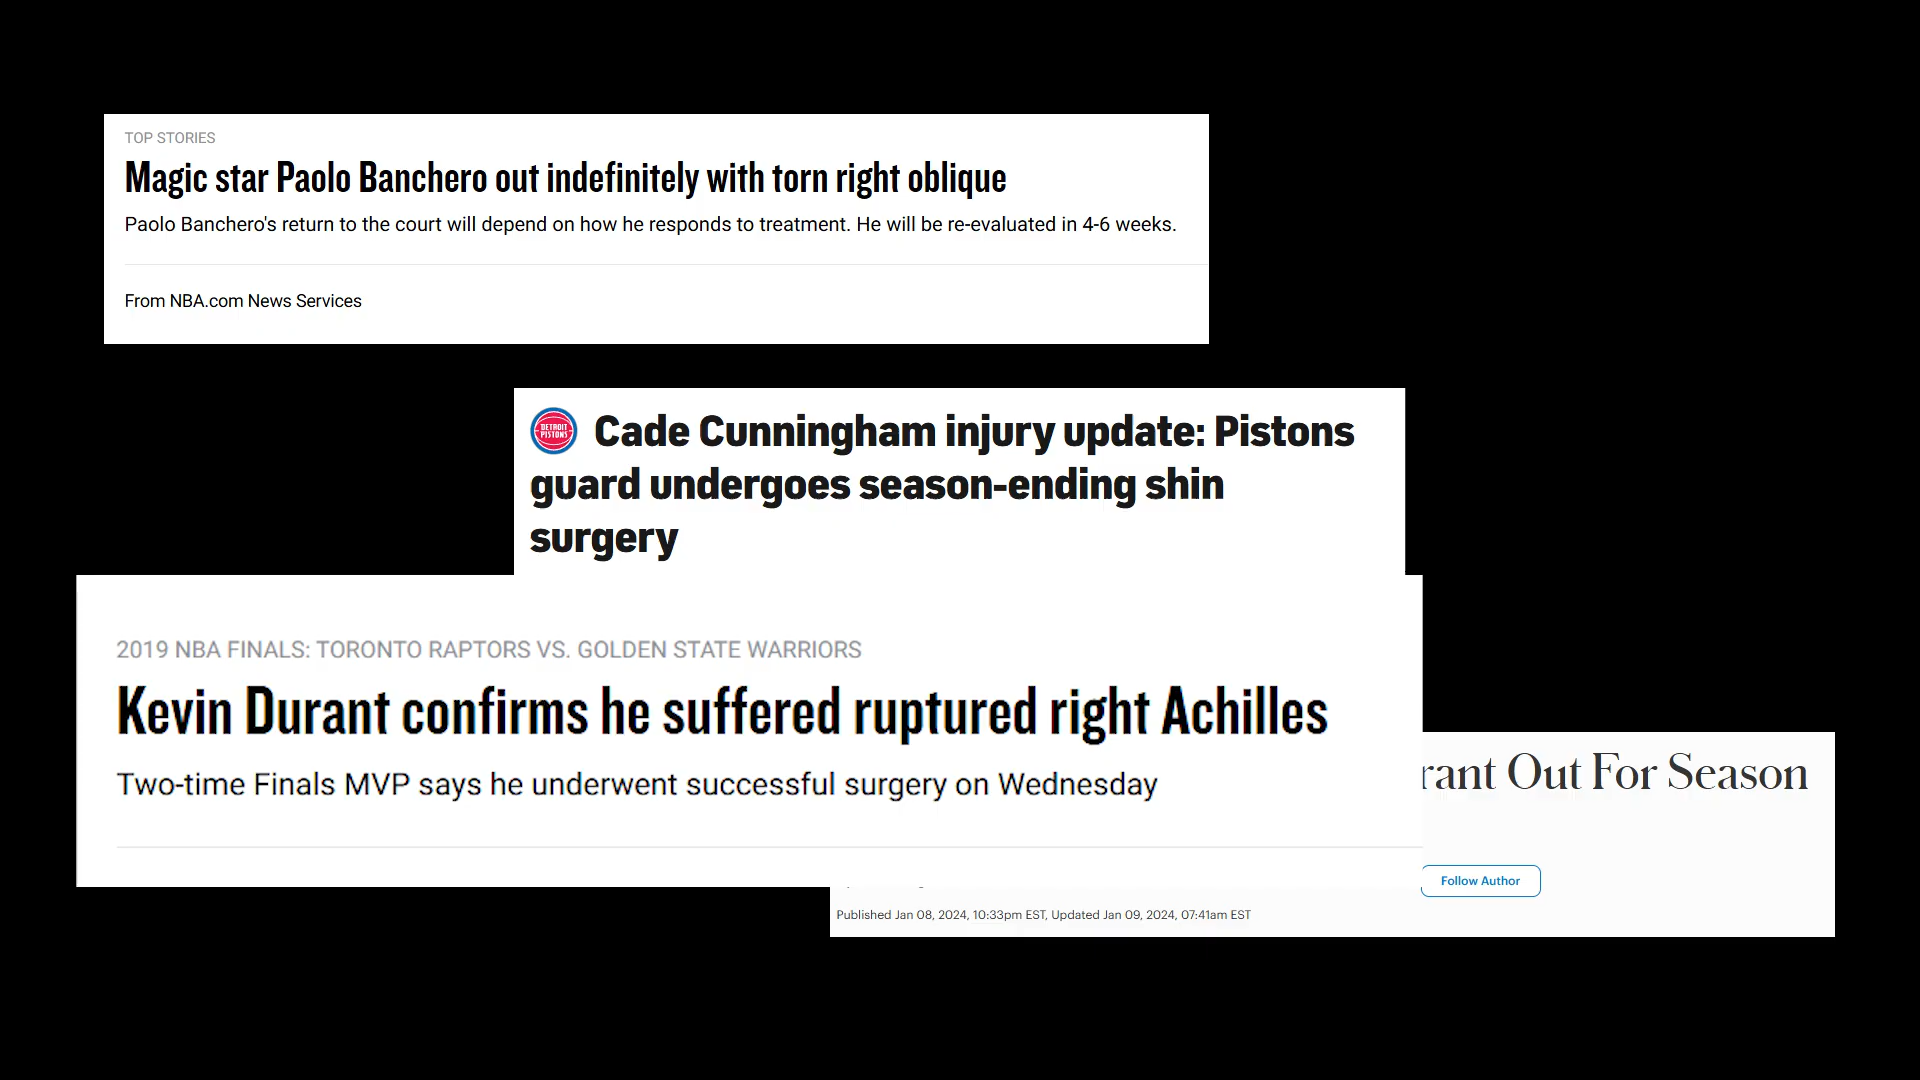 TOP STORIES
Magic star Paolo Banchero out indefinitely with torn right oblique
Paolo Banchero's return to the court will depend on how he responds to treatment. He will be re-evaluated in 4-6 weeks.
From NBA.com News Services
DETROIT
PISTONS
Cade Cunningham injury update: Pistons
guard undergoes season-ending shin
surgery
2019 NBA FINALS: TORONTO RAPTORS VS. GOLDEN STATE WARRIORS
Kevin Durant confirms he suffered ruptured right Achilles
Two-time Finals MVP says he underwent successful surgery on Wednesday
rant Out For Season
Follow Author
Published Jan 08, 2024, 10:33pm EST, Updated Jan 09, 2024, 07:41am EST